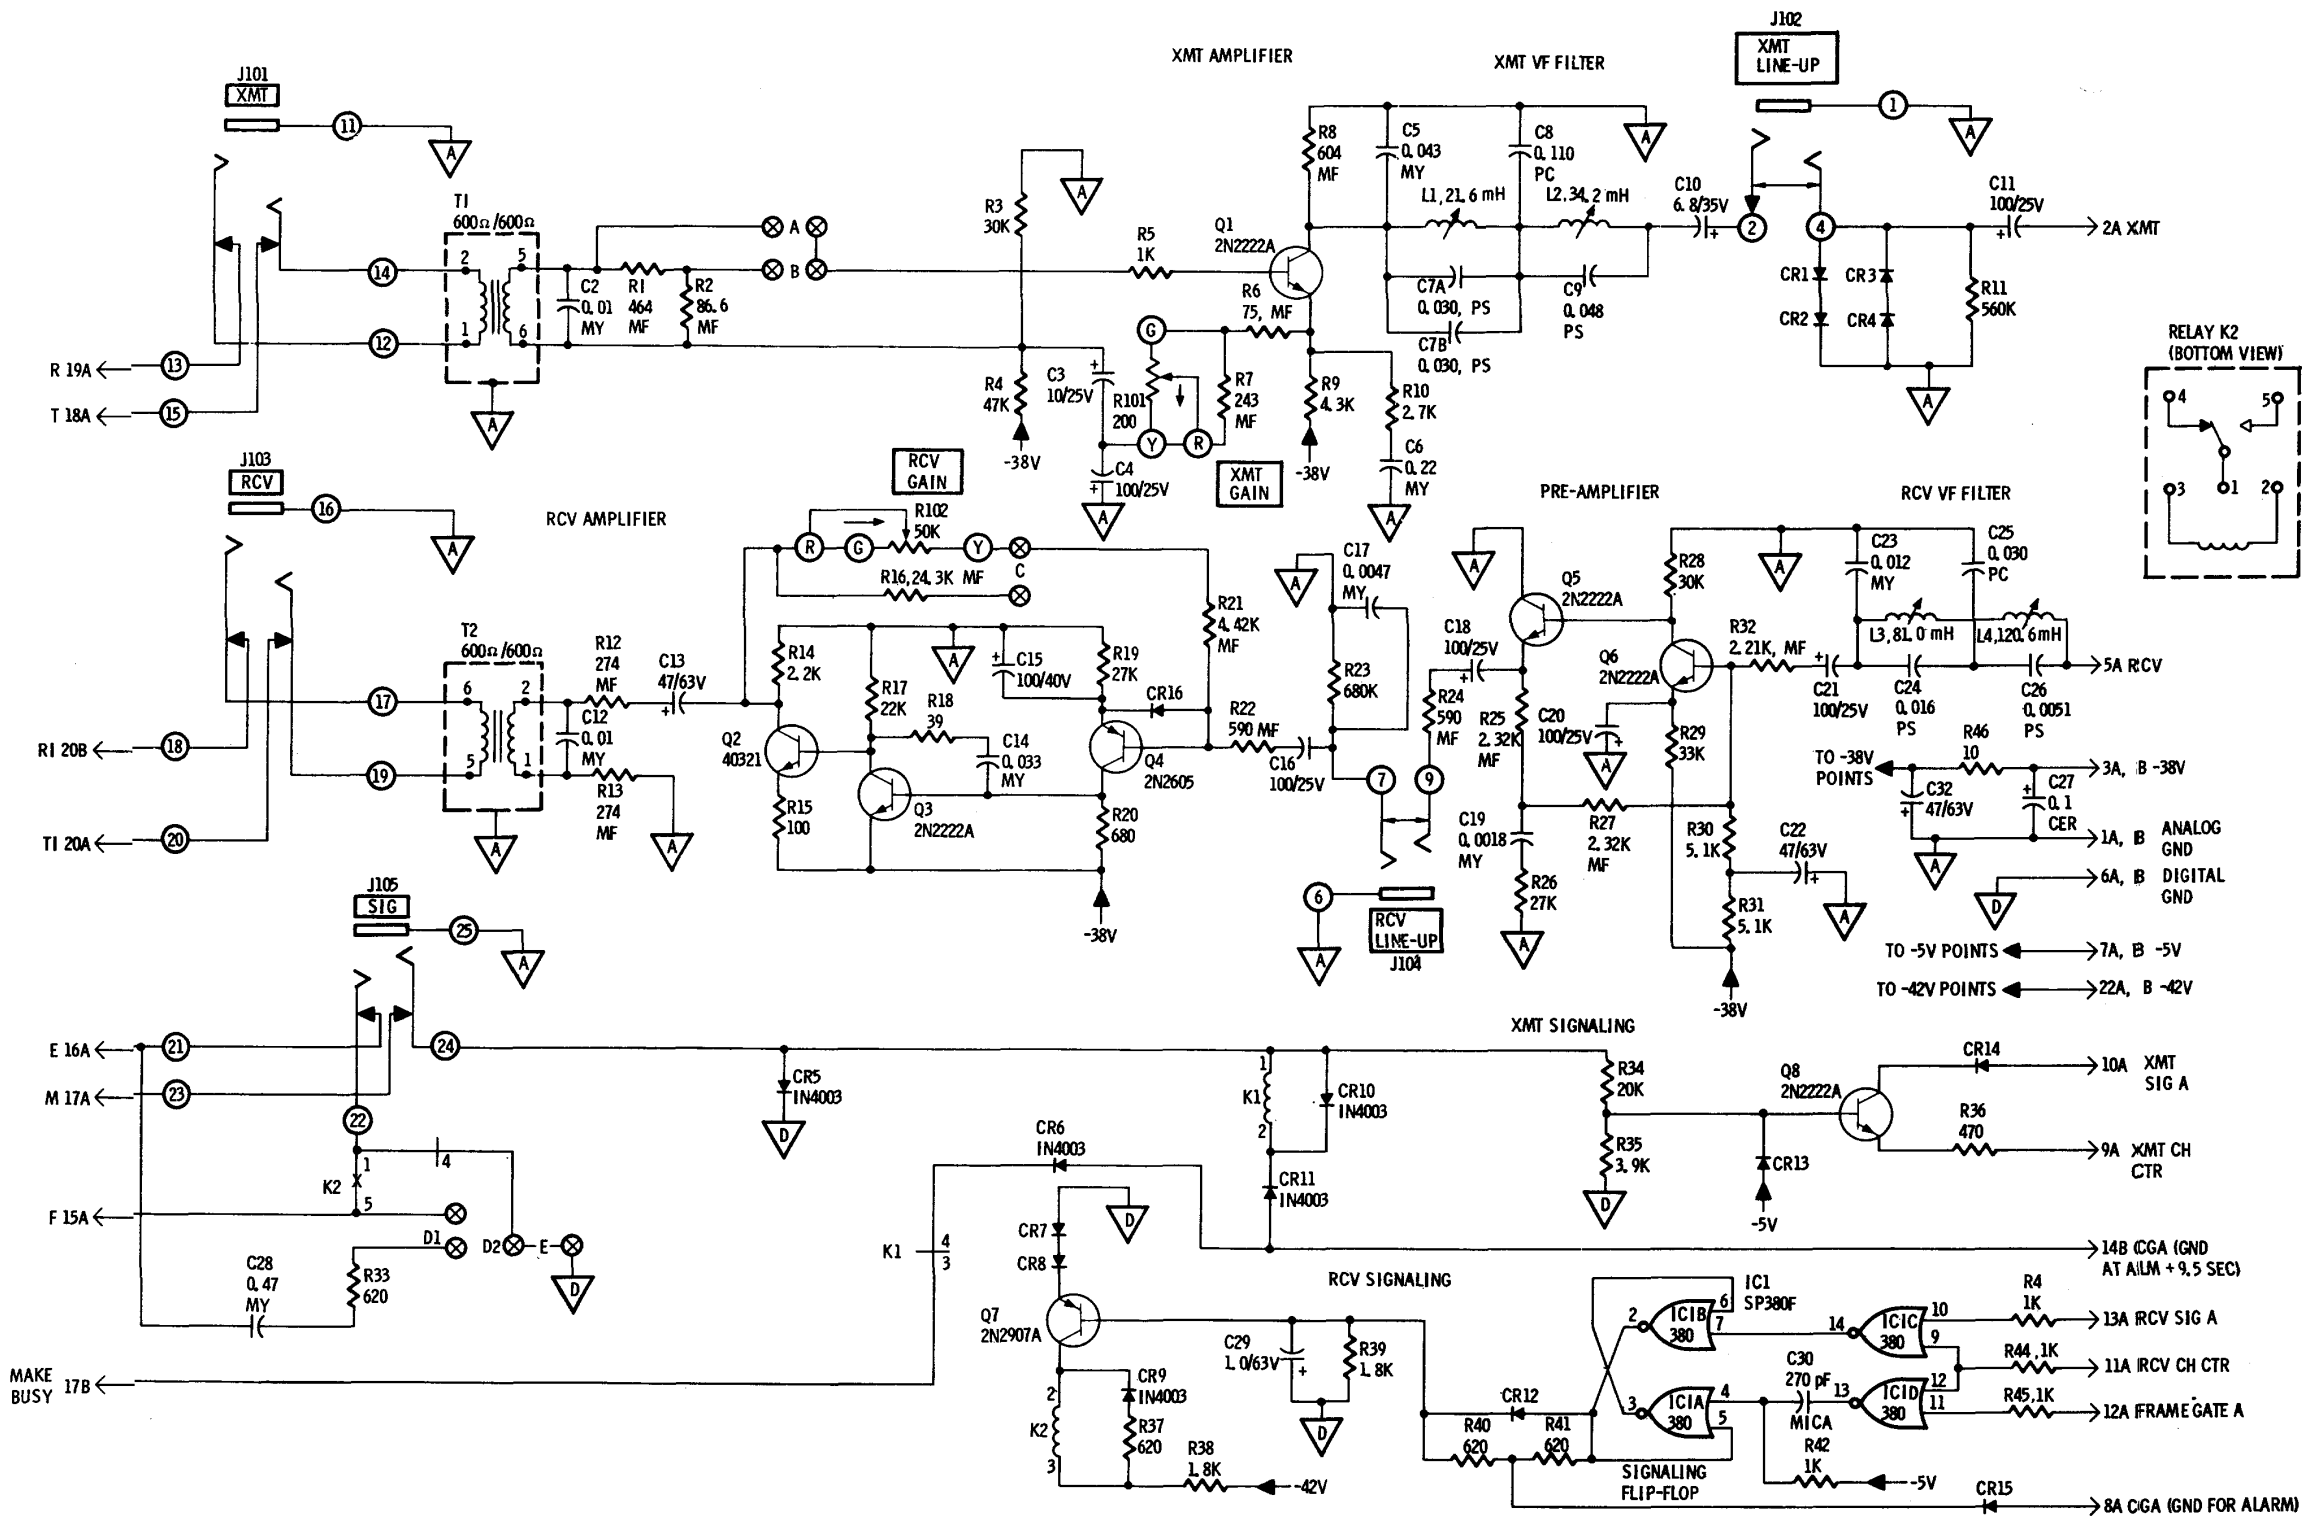 J101
XMT
11
A
XMT AMPLIFIER
XMT VF FILTER
J102
XMT
LINE-UP
1
A
14
12
R 19A
13
T 18A
15
T1
600Ω/600Ω
2
5
1
6
A
C2
0.01
MY
R1
464
MF
R2
86.6
MF
A
B
R3
30K
A
R4
47K
-38V
C3
10/25V
C4
100/25V
A
R5
1K
Q1
2N2222A
R6
75, MF
G
R101
200
Y
R
R7
243
MF
XMT
GAIN
R8
604
MF
R9
4.3K
-38V
R10
2.7K
C6
0.22
MY
A
C5
0.043
MY
C8
0.110
PC
A
L1, 21.6 mH
L2, 34.2 mH
C7A
0.030, PS
C7B
0.030, PS
C9
0.048
PS
C10
6.8/35V
2
4
CR1
CR2
CR3
CR4
R11
560K
A
C11
100/25V
2A XMT
RELAY K2
(BOTTOM VIEW)
4
5
3
1
2
J103
RCV
16
A
RCV AMPLIFIER
17
RI 20B
18
19
TI 20A
20
T2
600Ω/600Ω
6
2
5
1
A
R12
274
MF
C12
0.01
MY
R13
274
MF
A
C13
47/63V
RCV
GAIN
R102
50K
R
G
Y
C
R16, 24.3K MF
R14
2.2K
Q2
40321
R15
100
R17
22K
R18
39
A
C15
100/40V
C14
0.033
MY
Q3
2N2222A
R19
27K
CR16
Q4
2N2605
R20
680
-38V
R21
4.42K
MF
R22
590 MF
C16
100/25V
A
C17
0.0047
MY
R23
680K
7
9
6
A
RCV
LINE-UP
J104
PRE-AMPLIFIER
RCV VF FILTER
A
Q5
2N2222A
C18
100/25V
R24
590
MF
R25
2.32K
MF
C20
100/25V
A
C19
0.0018
MY
R26
27K
A
R27
2.32K
MF
R28
30K
Q6
2N2222A
R29
33K
R30
5.1K
R31
5.1K
-38V
C22
47/63V
A
A
R32
2.21K, MF
C21
100/25V
C23
0.012
MY
C25
0.030
PC
L3, 81.0 mH
L4, 120.6mH
C24
0.016
PS
C26
0.0051
PS
5A RCV
TO -38V
POINTS
R46
10
C32
47/63V
C27
0.1
CER
A
3A, B -38V
1A, B ANALOG
GND
6A, B DIGITAL
GND
D
TO -5V POINTS
7A, B -5V
TO -42V POINTS
22A, B -42V
J105
SIG
25
A
E 16A
21
24
M 17A
23
22
1
4
K2
5
F 15A
D1
D2
E
D
C28
0.47
MY
R33
620
MAKE
BUSY 17B
CR5
IN4003
D
XMT SIGNALING
K1
1
2
CR10
IN4003
CR11
IN4003
CR6
IN4003
R34
20K
R35
3.9K
D
Q8
2N2222A
CR13
-5V
CR14
10A XMT
SIG A
R36
470
9A XMT CH
CTR
K1
4
3
CR7
CR8
D
RCV SIGNALING
14B CGA (GND
AT ALM + 9.5 SEC)
Q7
2N2907A
C29
1.0/63V
R39
1.8K
D
2
K2
3
CR9
IN4003
R37
620
R38
1.8K
-42V
CR12
R40
620
R41
620
IC1
SP380F
2
IC1B
380
6
7
3
IC1A
380
4
5
SIGNALING
FLIP-FLOP
14
IC1C
380
10
9
C30
270 pF
MICA
13
IC1D
380
12
11
R42
1K
-5V
R4
1K
13A RCV SIG A
R44, 1K
11A RCV CH CTR
R45, 1K
12A FRAME GATE A
CR15
8A CGA (GND FOR ALARM)